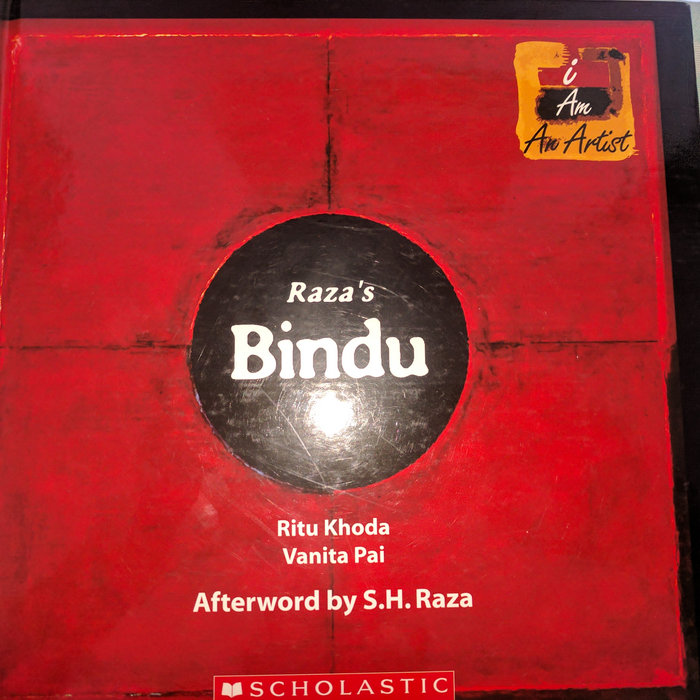 i
Am
An Artist
Raza's
Bindu
Ritu Khoda
Vanita Pai
Afterword by S.H. Raza
SCHOLASTIC